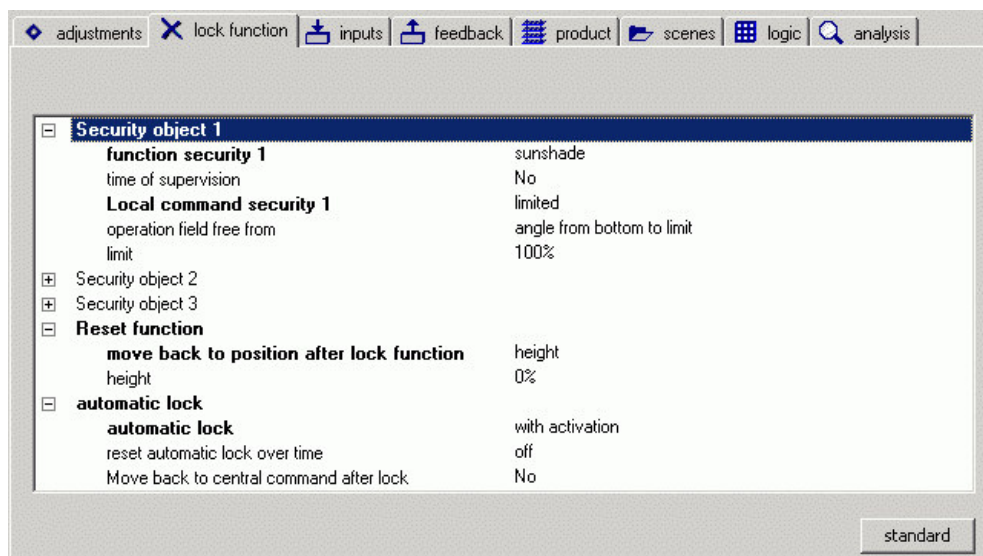 adjustments lock function inputs feedback product scenes logic analysis
Security object 1
function security 1 sunshade
time of supervision No
Local command security 1 limited
operation field free from angle from bottom to limit
limit 100%
Security object 2
Security object 3
Reset function
move back to position after lock function height
height 0%
automatic lock
automatic lock with activation
reset automatic lock over time off
Move back to central command after lock No
standard